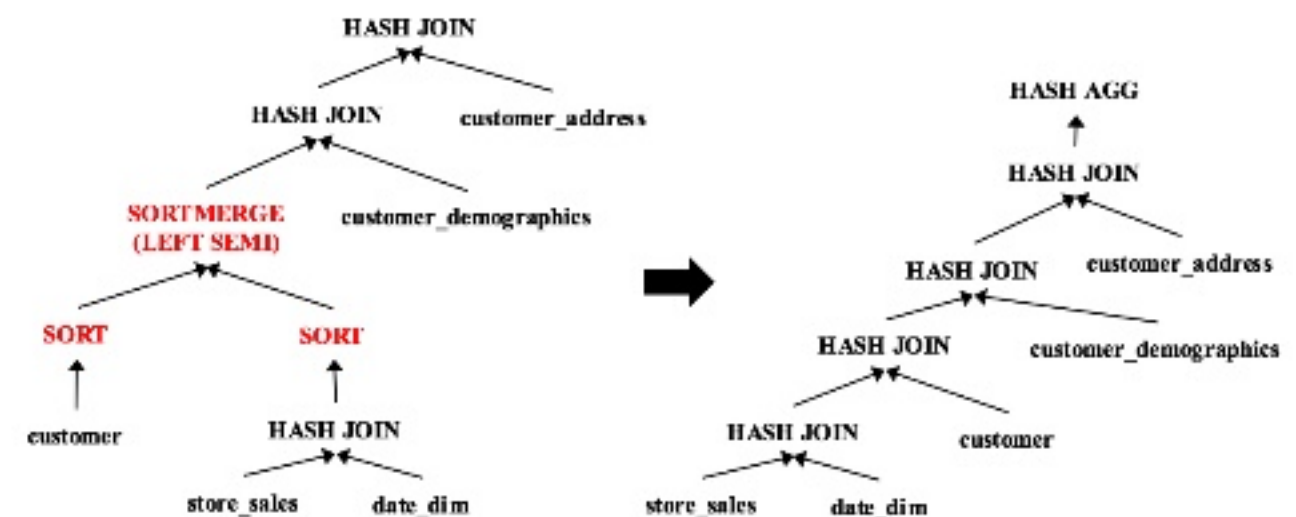 HASH JOIN
HASH JOIN
customer_address
SORTMERGE
(LEFT SEMI)
customer_demographics
SORT
SORT
customer
HASH JOIN
store_sales
date_dim
HASH AGG
HASH JOIN
HASH JOIN
customer_address
HASH JOIN
customer_demographics
HASH JOIN
customer
store_sales
date_dim